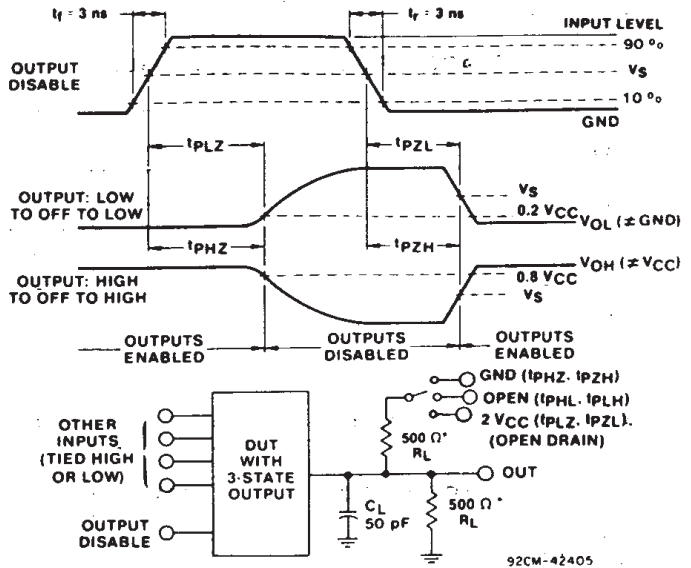 tf = 3 ns
tr = 3 ns
INPUT LEVEL
90 %
VS
10 %
GND
OUTPUT
DISABLE
tPLZ
tPZL
VS
0.2 VCC
VOL (≠ GND)
OUTPUT: LOW
TO OFF TO LOW
tPHZ
tPZH
VOH (≠ VCC)
0.8 VCC
VS
OUTPUT: HIGH
TO OFF TO HIGH
OUTPUTS
ENABLED
OUTPUTS
DISABLED
OUTPUTS
ENABLED
GND (tPHZ, tPZH)
OPEN (tPHL, tPLH)
2 VCC (tPLZ, tPZL).
(OPEN DRAIN)
OTHER
INPUTS
(TIED HIGH
OR LOW)
DUT
WITH
3-STATE
OUTPUT
500 Ω*
RL
OUT
CL
50 pF
500 Ω*
RL
OUTPUT
DISABLE
92CM-42405